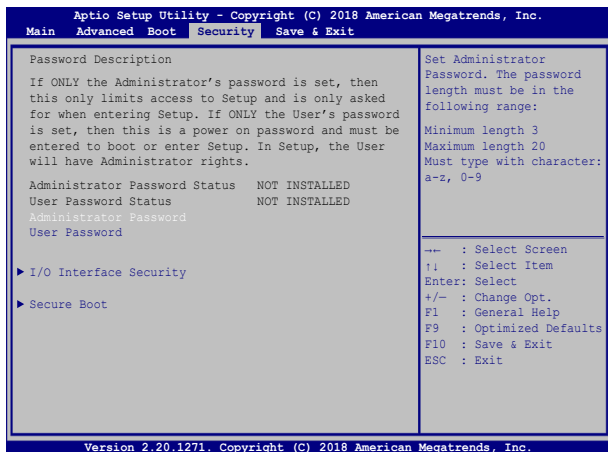 Aptio Setup Utility - Copyright (C) 2018 American Megatrends, Inc.
Main Advanced Boot Security Save & Exit
Password Description
If ONLY the Administrator's password is set, then
this only limits access to Setup and is only asked
for when entering Setup. If ONLY the User's password
is set, then this is a power on password and must be
entered to boot or enter Setup. In Setup, the User
will have Administrator rights.
Administrator Password Status NOT INSTALLED
User Password Status NOT INSTALLED
Administrator Password
User Password
I/O Interface Security
Secure Boot
Set Administrator
Password. The password
length must be in the
following range:
Minimum length 3
Maximum length 20
Must type with character:
a-z, 0-9
→← : Select Screen
↑↓ : Select Item
Enter: Select
+/— : Change Opt.
F1 : General Help
F9 : Optimized Defaults
F10 : Save & Exit
ESC : Exit
Version 2.20.1271. Copyright (C) 2018 American Megatrends, Inc.